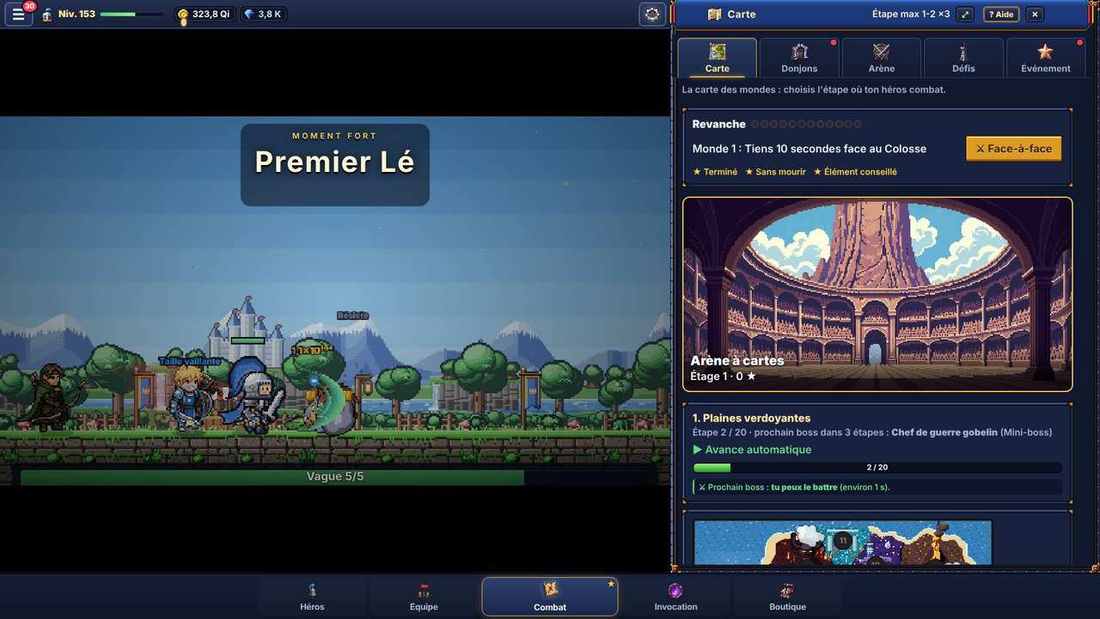 30
Niv. 153
323,8 Qi
3,8 K
Carte
Étape max 1-2 ×3
? Aide
Carte
Donjons
Arène
Défis
Evénement
La carte des mondes : choisis l'étape où ton héros combat.
MOMENT FORT
Premier Lé
Revanche
Monde 1 : Tiens 10 secondes face au Colosse
Face-à-face
★ Terminé ★ Sans mourir ★ Élément conseillé
Résiste
Taille vaillante
Arène à cartes
Étage 1 · 0 ★
1. Plaines verdoyantes
Étape 2 / 20 · prochain boss dans 3 étapes : Chef de guerre gobelin (Mini-boss)
Avance automatique
2 / 20
Prochain boss : tu peux le battre (environ 1 s).
Vague 5/5
11
Héros
Équipe
Combat
Invocation
Boutique